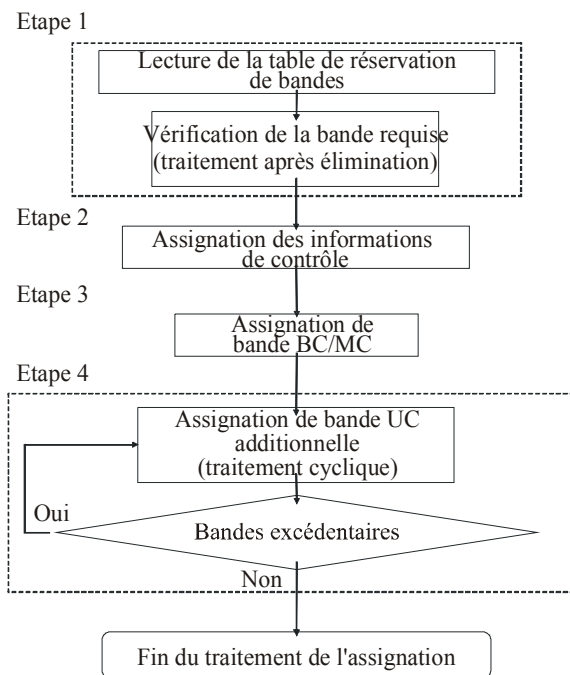 Etape 1
Lecture de la table de réservation
de bandes
Vérification de la bande requise
(traitement après élimination)
Etape 2
Assignation des informations
de contrôle
Etape 3
Assignation de
bande BC/MC
Etape 4
Assignation de bande UC
additionnelle
(traitement cyclique)
Oui
Bandes excédentaires
Non
Fin du traitement de l'assignation